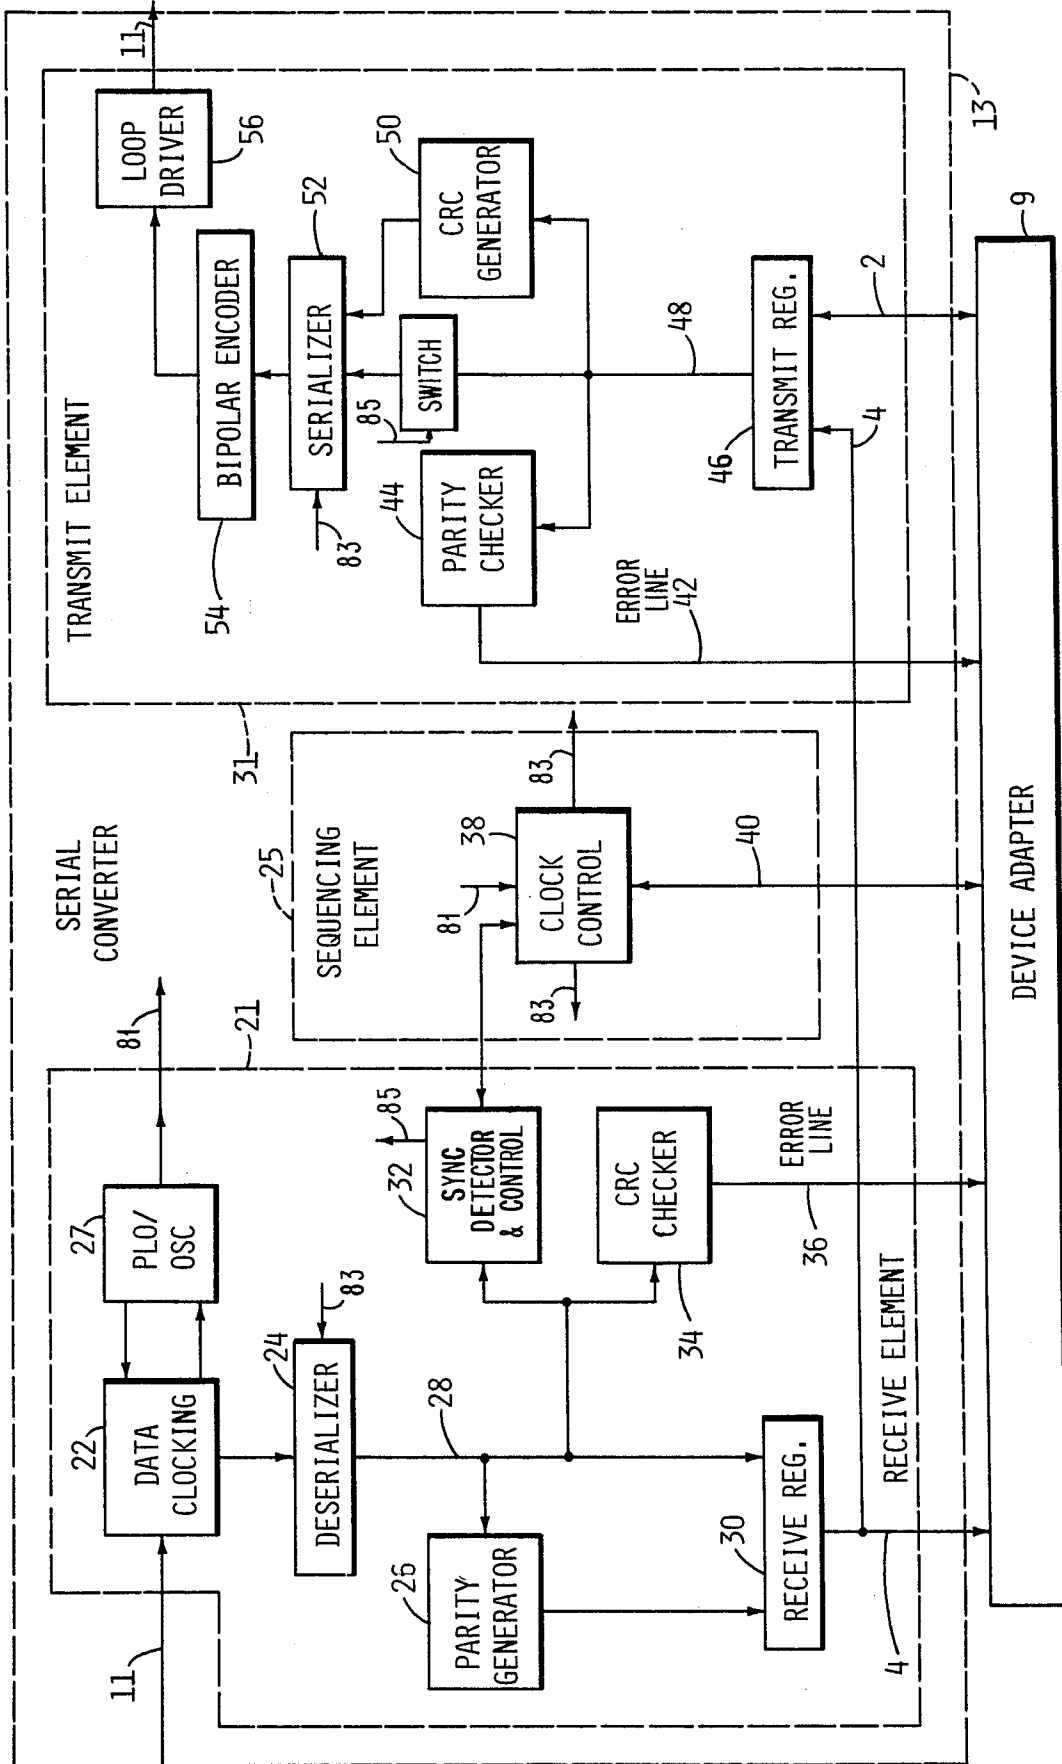 SERIAL
CONVERTER
13
11
21
RECEIVE ELEMENT
22
DATA
CLOCKING
27
PLO/
OSC
81
24
DESERIALIZER
83
28
26
PARITY
GENERATOR
30
RECEIVE REG.
4
32
SYNC
DETECTOR
& CONTROL
85
34
CRC
CHECKER
36
ERROR
LINE
25
SEQUENCING
ELEMENT
81
38
CLOCK
CONTROL
83
83
40
31
TRANSMIT ELEMENT
54
BIPOLAR ENCODER
LOOP
DRIVER
56
11
83
SERIALIZER
52
85
SWITCH
44
PARITY
CHECKER
CRC
GENERATOR
50
ERROR
LINE
42
48
46
TRANSMIT REG.
4
2
DEVICE ADAPTER
9